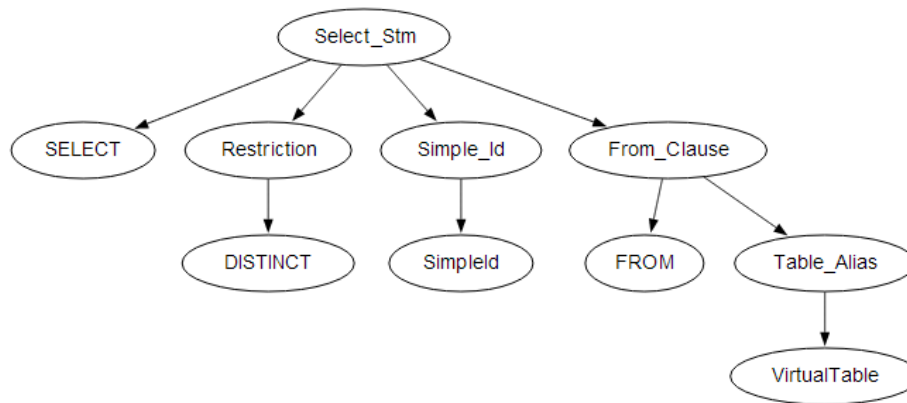 Select_Stm
SELECT
Restriction
Simple_Id
From_Clause
DISTINCT
SimpleId
FROM
Table_Alias
VirtualTable